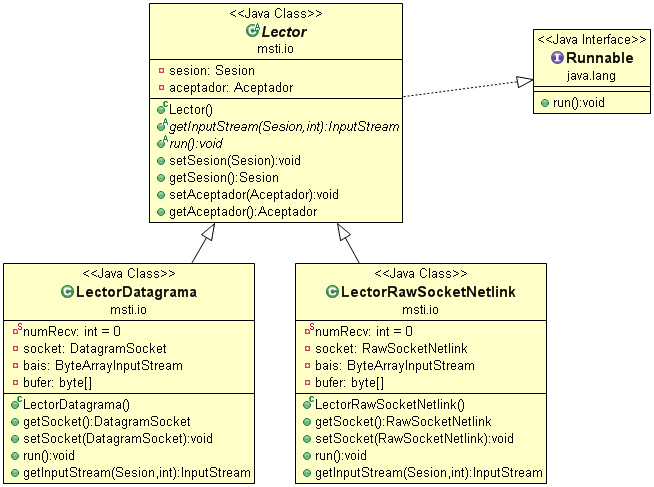 <<Java Class>>
Lector
msti.io
sesion: Sesion
aceptador: Aceptador
Lector()
getInputStream(Sesion,int):InputStream
run():void
setSesion(Sesion):void
getSesion():Sesion
setAceptador(Aceptador):void
getAceptador():Aceptador
<<Java Interface>>
Runnable
java.lang
run():void
<<Java Class>>
LectorDatagrama
msti.io
numRecv: int = 0
socket: DatagramSocket
bais: ByteArrayInputStream
bufer: byte[]
LectorDatagrama()
getSocket():DatagramSocket
setSocket(DatagramSocket):void
run():void
getInputStream(Sesion,int):InputStream
<<Java Class>>
LectorRawSocketNetlink
msti.io
numRecv: int = 0
socket: RawSocketNetlink
bais: ByteArrayInputStream
bufer: byte[]
LectorRawSocketNetlink()
getSocket():RawSocketNetlink
setSocket(RawSocketNetlink):void
run():void
getInputStream(Sesion,int):InputStream